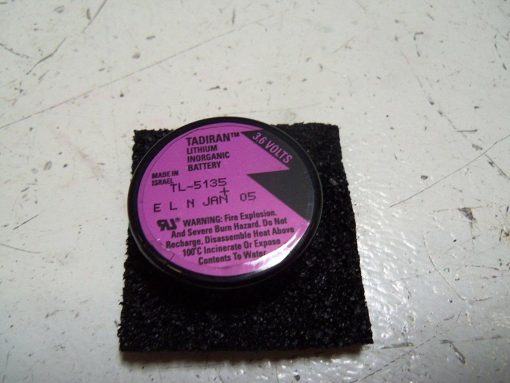 TADIRAN™
LITHIUM
INORGANIC
BATTERY
3.6 VOLTS
MADE IN
ISRAEL
TL-5135
+
E L N JAN 05
WARNING: Fire Explosion.
And Severe Burn Hazard. Do Not
Recharge, Disassemble Heat Above
100°C Incinerate or Expose
Contents To Water